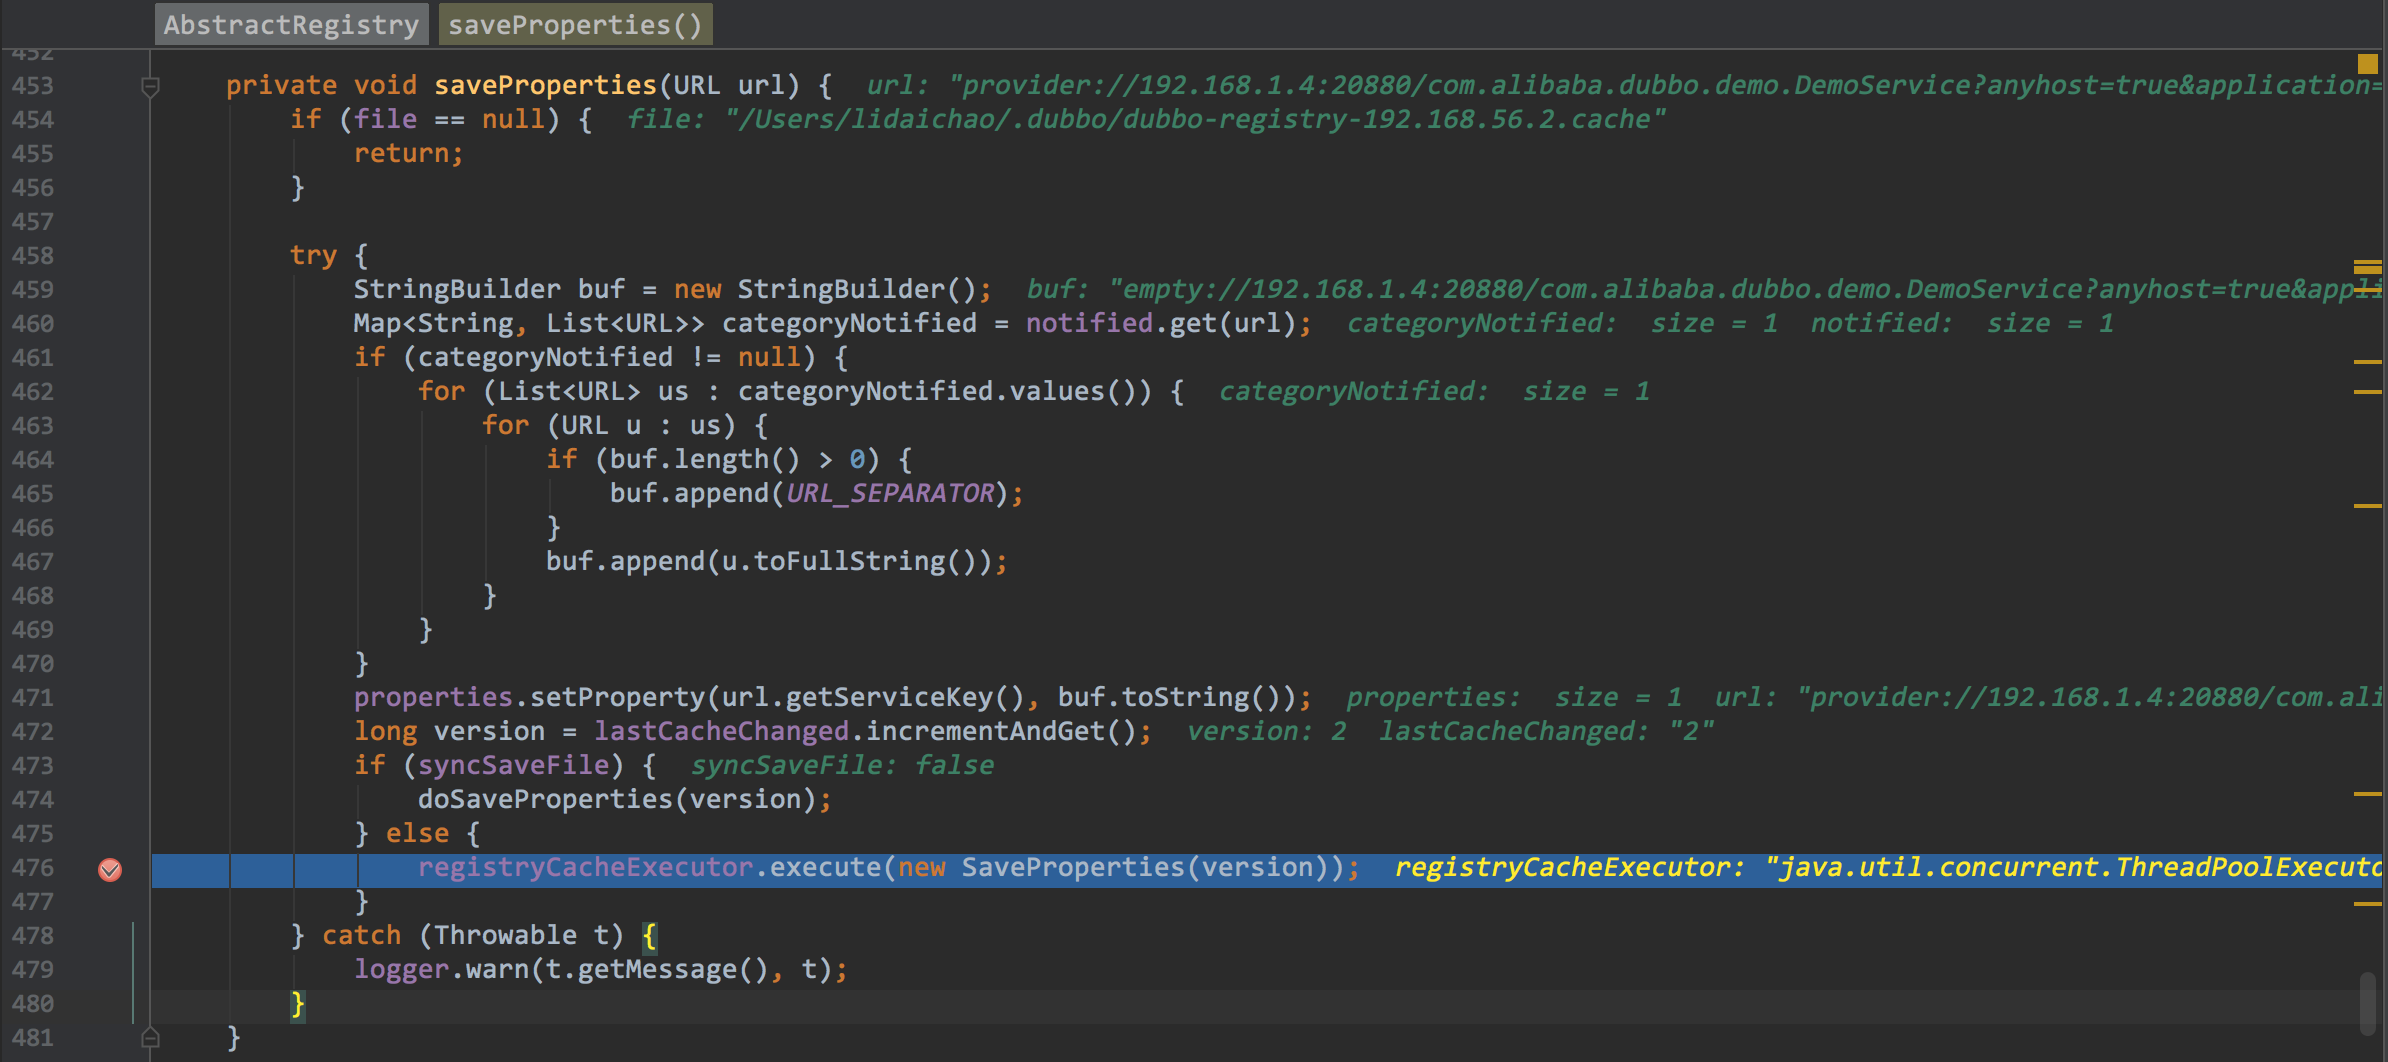 AbstractRegistry saveProperties()
452
453 private void saveProperties(URL url) { url: "provider://192.168.1.4:20880/com.alibaba.dubbo.demo.DemoService?anyhost=true&application=
454 if (file == null) { file: "/Users/lidaichao/.dubbo/dubbo-registry-192.168.56.2.cache"
455 return;
456 }
457
458 try {
459 StringBuilder buf = new StringBuilder(); buf: "empty://192.168.1.4:20880/com.alibaba.dubbo.demo.DemoService?anyhost=true&appli
460 Map<String, List<URL>> categoryNotified = notified.get(url); categoryNotified: size = 1 notified: size = 1
461 if (categoryNotified != null) {
462 for (List<URL> us : categoryNotified.values()) { categoryNotified: size = 1
463 for (URL u : us) {
464 if (buf.length() > 0) {
465 buf.append(URL_SEPARATOR);
466 }
467 buf.append(u.toFullString());
468 }
469 }
470 }
471 properties.setProperty(url.getServiceKey(), buf.toString()); properties: size = 1 url: "provider://192.168.1.4:20880/com.ali
472 long version = lastCacheChanged.incrementAndGet(); version: 2 lastCacheChanged: "2"
473 if (syncSaveFile) { syncSaveFile: false
474 doSaveProperties(version);
475 } else {
476 registryCacheExecutor.execute(new SaveProperties(version)); registryCacheExecutor: "java.util.concurrent.ThreadPoolExecuto
477 }
478 } catch (Throwable t) {
479 logger.warn(t.getMessage(), t);
480 }
481 }